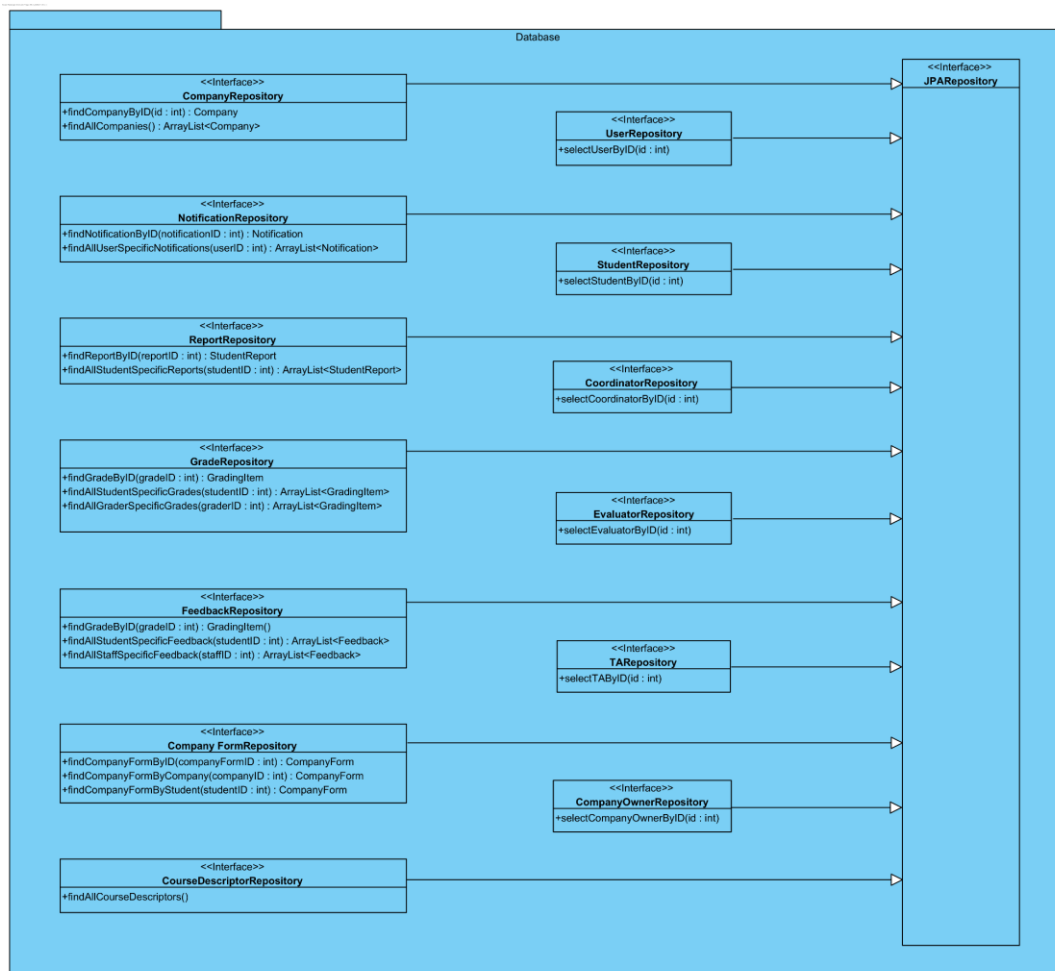 Database
<<Interface>>
CompanyRepository
+findCompanyByID(id : int) : Company
+findAllCompanies() : ArrayList<Company>
<<Interface>>
JPARepository
<<Interface>>
UserRepository
+selectUserByID(id : int)
<<Interface>>
NotificationRepository
+findNotificationByID(notificationID : int) : Notification
+findAllUserSpecificNotifications(userID : int) : ArrayList<Notification>
<<Interface>>
StudentRepository
+selectStudentByID(id : int)
<<Interface>>
ReportRepository
+findReportByID(reportID : int) : StudentReport
+findAllStudentSpecificReports(studentID : int) : ArrayList<StudentReport>
<<Interface>>
CoordinatorRepository
+selectCoordinatorByID(id : int)
<<Interface>>
GradeRepository
+findGradeByID(gradeID : int) : GradingItem
+findAllStudentSpecificGrades(studentID : int) : ArrayList<GradingItem>
+findAllGraderSpecificGrades(graderID : int) : ArrayList<GradingItem>
<<Interface>>
EvaluatorRepository
+selectEvaluatorByID(id : int)
<<Interface>>
FeedbackRepository
+findGradeByID(gradeID : int) : GradingItem()
+findAllStudentSpecificFeedback(studentID : int) : ArrayList<Feedback>
+findAllStaffSpecificFeedback(staffID : int) : ArrayList<Feedback>
<<Interface>>
TARepository
+selectTAByID(id : int)
<<Interface>>
Company FormRepository
+findCompanyFormByID(companyFormID : int) : CompanyForm
+findCompanyFormByCompany(companyID : int) : CompanyForm
+findCompanyFormByStudent(studentID : int) : CompanyForm
<<Interface>>
CompanyOwnerRepository
+selectCompanyOwnerByID(id : int)
<<Interface>>
CourseDescriptorRepository
+findAllCourseDescriptors()